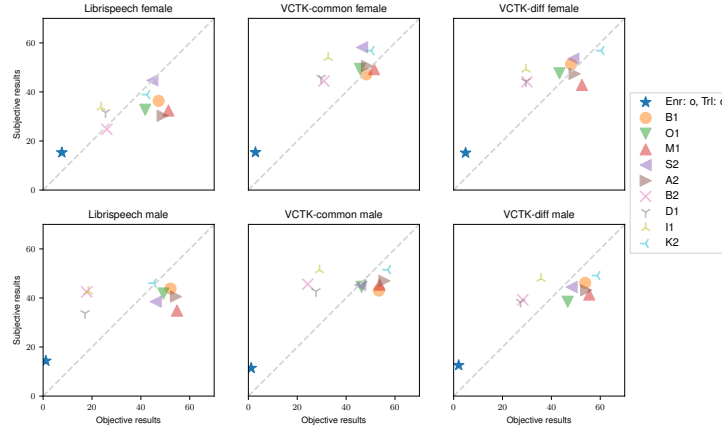 Librispeech female
VCTK-common female
VCTK-diff female
Subjective results
60
40
20
0
Enr: o, Trl:
B1
O1
M1
S2
A2
B2
D1
I1
K2
Librispeech male
VCTK-common male
VCTK-diff male
Subjective results
60
40
20
0
0 20 40 60
0 20 40 60
0 20 40 60
Objective results
Objective results
Objective results